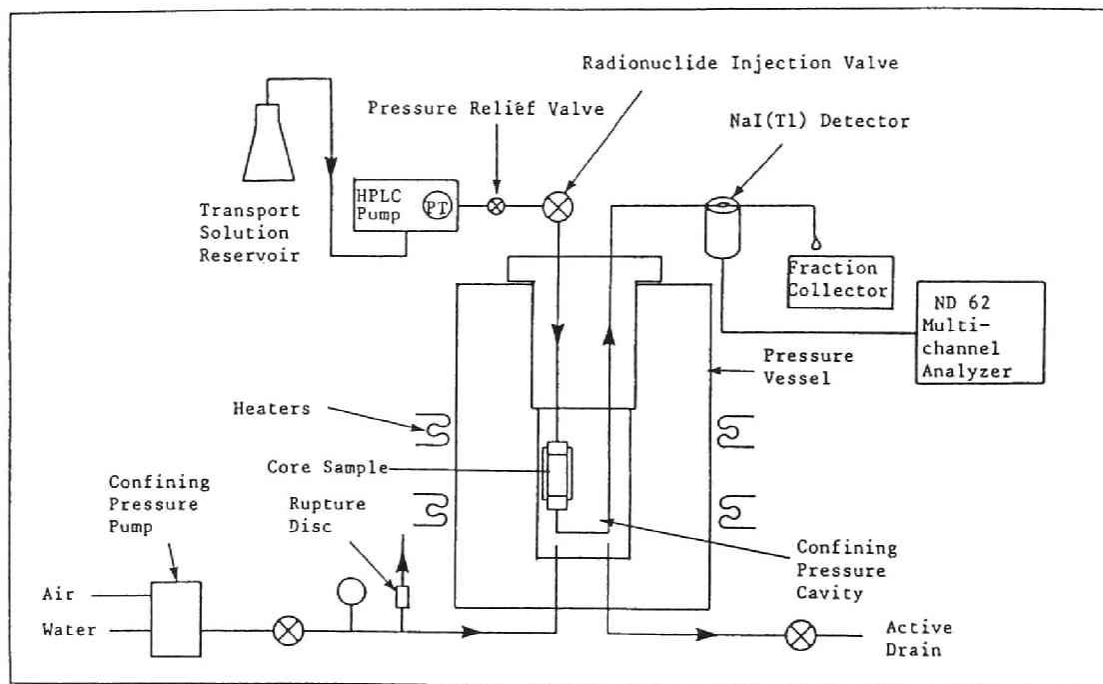 Radionuclide Injection Valve
Pressure Relief Valve
NaI(Tl) Detector
HPLC
Pump
PT
Transport
Solution
Reservoir
Fraction
Collector
ND 62
Multi-
channel
Analyzer
Pressure
Vessel
Heaters
Core Sample
Confining
Pressure
Pump
Rupture
Disc
Confining
Pressure
Cavity
Air
Water
Active
Drain